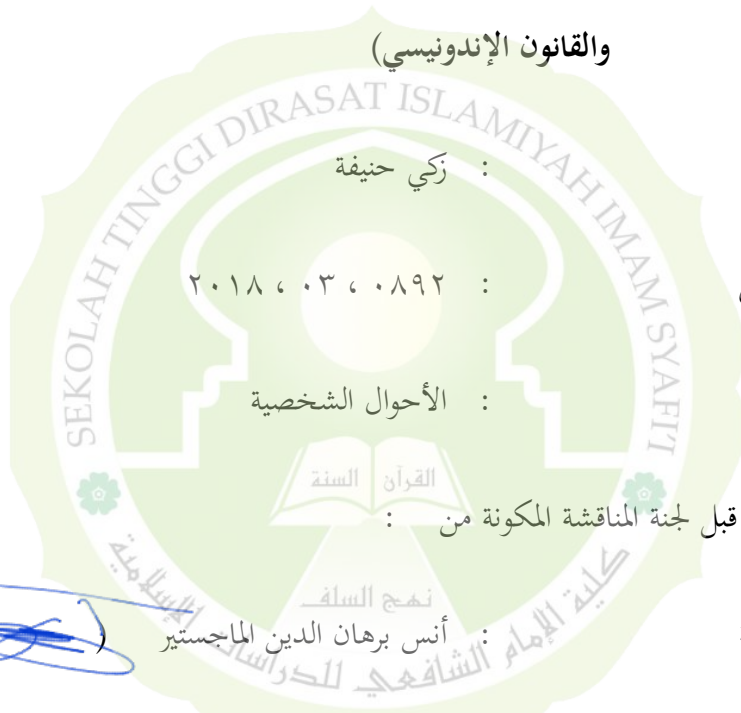 والقانون الإندونيسي)
SEKOLAH TINGGI DIRASAT ISLAMIYAH IMAM SYAFI'I
: زكي حنيفة
: ٢٠١٨ ، ٠٣ ، ٠٨٩٢
: الأحوال الشخصية
القرآن السنة
قبل لجنة المناقشة المكونة من :
نهج السلف
: أنس برهان الدين الماجستير (
كلية الإمام الشافعي للدراسات الإسلامية